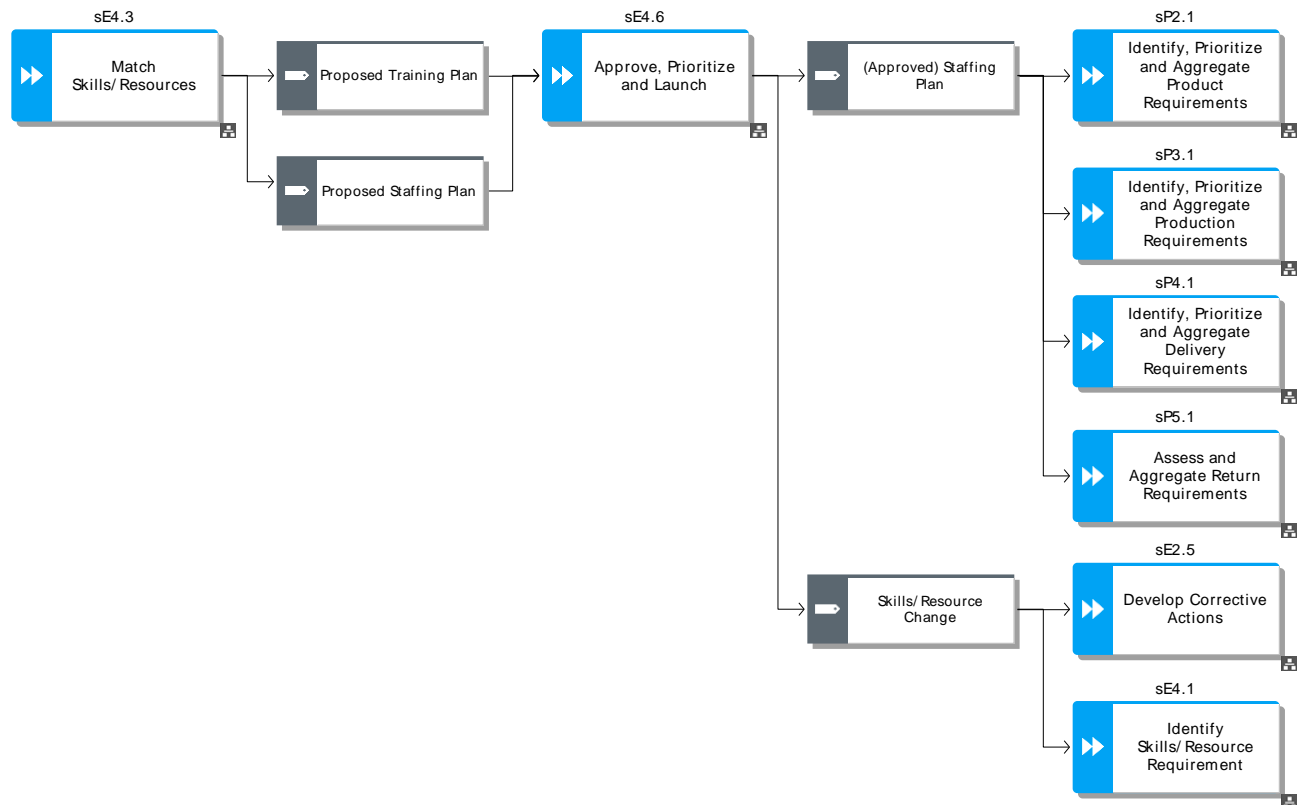 sE4.3
Match
Skills/Resources
Proposed Training Plan
Proposed Staffing Plan
sE4.6
Approve, Prioritize
and Launch
(Approved) Staffing
Plan
Skills/Resource
Change
sP2.1
Identify, Prioritize
and Aggregate
Product
Requirements
sP3.1
Identify, Prioritize
and Aggregate
Production
Requirements
sP4.1
Identify, Prioritize
and Aggregate
Delivery
Requirements
sP5.1
Assess and
Aggregate Return
Requirements
sE2.5
Develop Corrective
Actions
sE4.1
Identify
Skills/Resource
Requirement